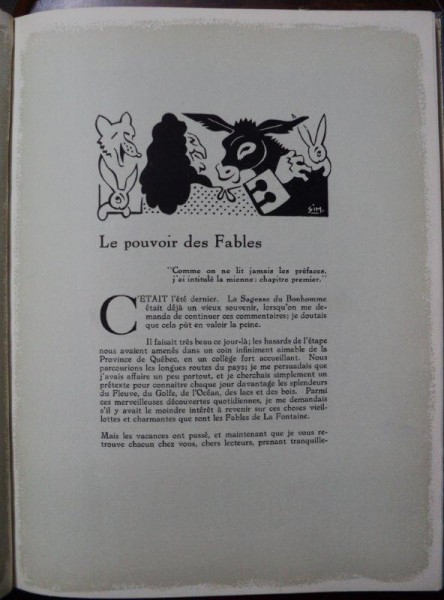 SIM.
Le pouvoir des Fables
"Comme on ne lit jamais les préfaces,
j'ai intitulé la mienne: chapitre premier."
C'ÉTAIT l'été dernier. La Sagesse du Bonhomme
était déjà un vieux souvenir, lorsqu'on me de-
manda de continuer ces commentaires; je doutais
que cela pût en valoir la peine.
Il faisait très beau ce jour-là; les hasards de l'étape
nous avaient amenés dans un coin infiniment aimable de la
Province de Québec, en un collège fort accueillant. Nous
parcourions les longues routes du pays; je me persuadais que
j'avais affaire un peu partout, et je cherchais simplement un
prétexte pour connaître chaque jour davantage les splendeurs
du Fleuve, du Golfe, de l'Océan, des lacs et des bois. Parmi
ces merveilleuses découvertes quotidiennes, je me demandais
s'il y avait le moindre intérêt à revenir sur ces choses vieil-
lottes et charmantes que sont les Fables de La Fontaine.
Mais les vacances ont passé, et maintenant que je vous re-
trouve chacun chez vous, chers lecteurs, prenant tranquille-